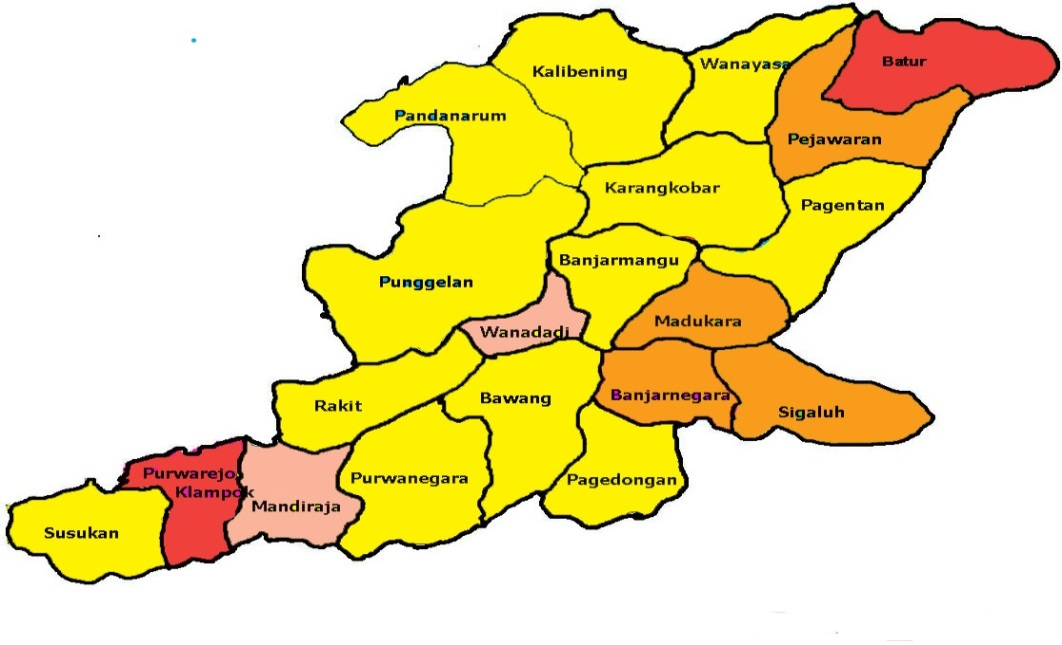 Batur
Kalibening
Wanayasa
Pandanarum
Pejawaran
Karangkobar
Pagentan
Banjarmangu
Punggelan
Madukara
Wanadadi
Banjarnegara
Bawang
Rakit
Sigaluh
Purwarejo
Klampok
Purwanegara
Pagedongan
Mandiraja
Susukan